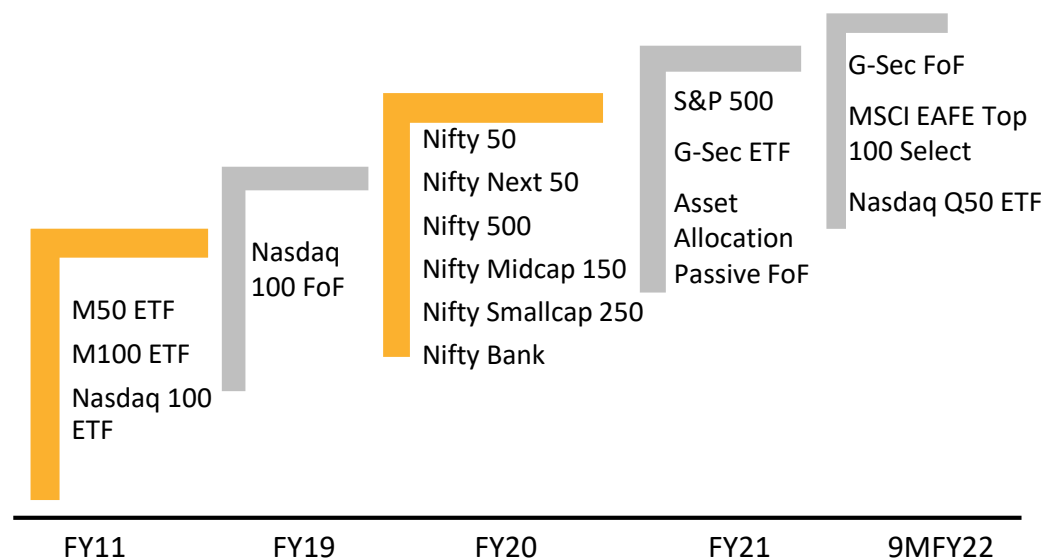 M50 ETF
M100 ETF
Nasdaq 100
ETF
Nasdaq
100 FoF
Nifty 50
Nifty Next 50
Nifty 500
Nifty Midcap 150
Nifty Smallcap 250
Nifty Bank
S&P 500
G-Sec ETF
Asset
Allocation
Passive FoF
G-Sec FoF
MSCI EAFE Top
100 Select
Nasdaq Q50 ETF
FY11
FY19
FY20
FY21
9MFY22